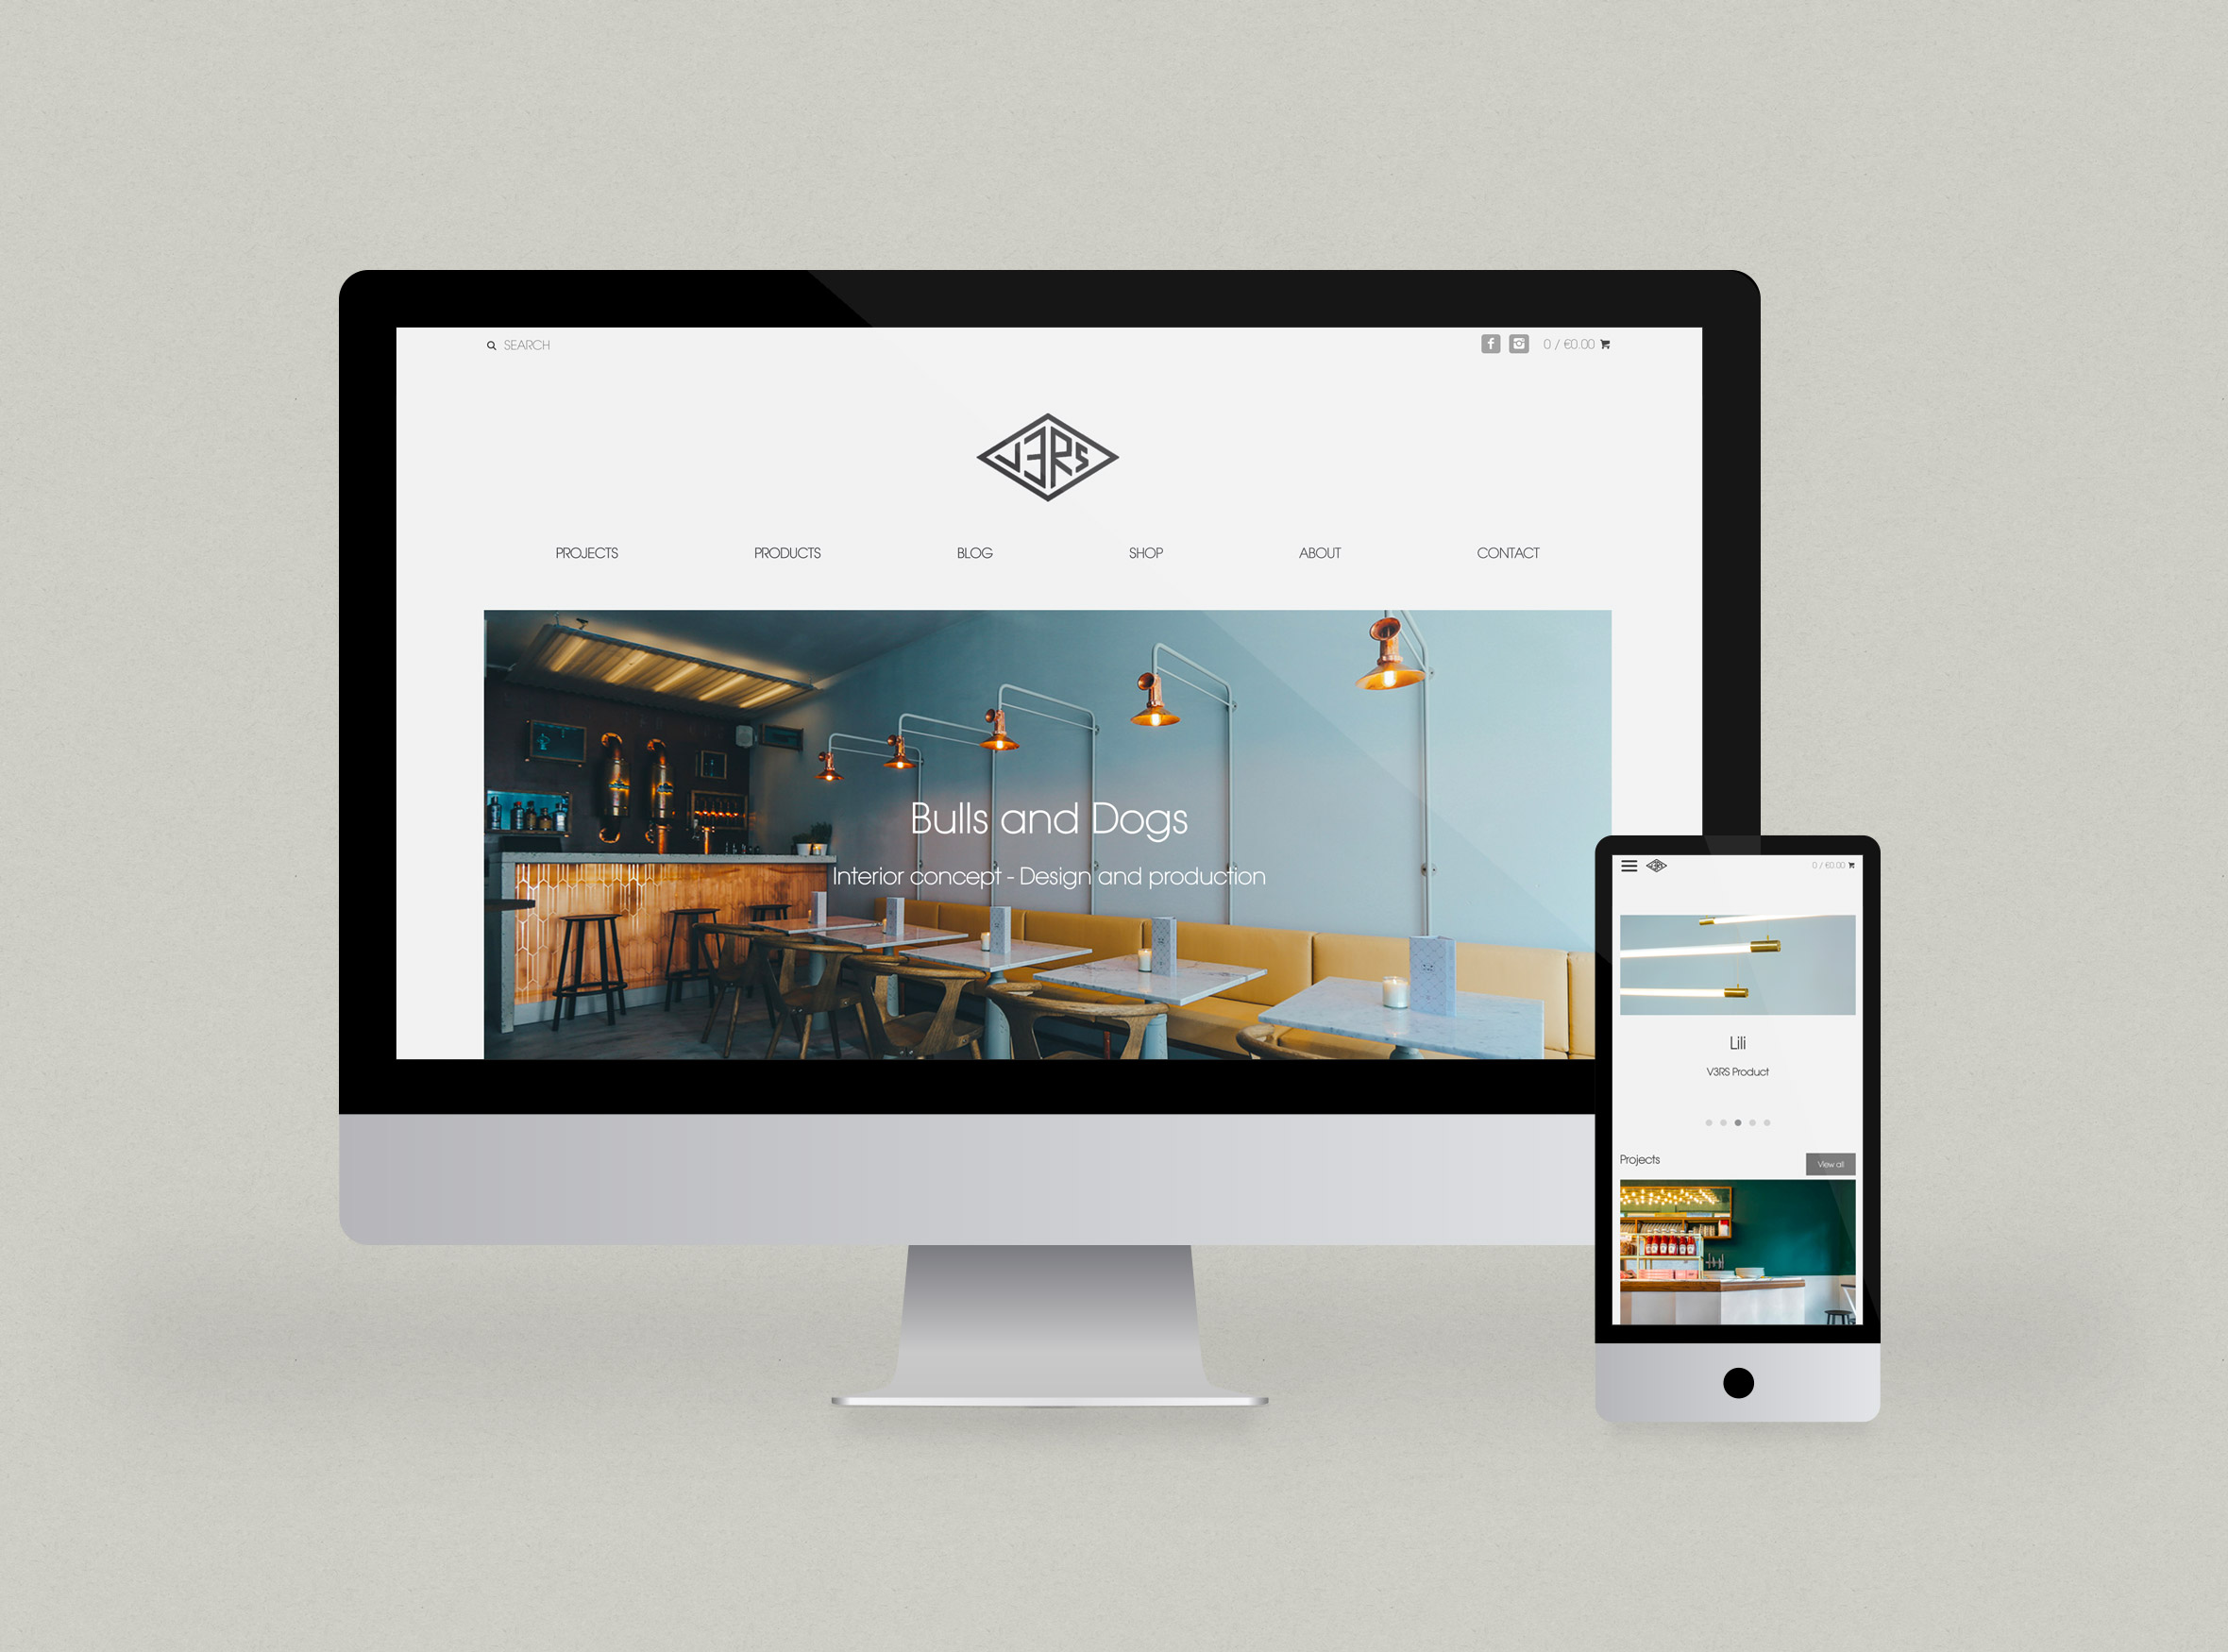 SEARCH
0 / €0.00
V3RS
PROJECTS
PRODUCTS
BLOG
SHOP
ABOUT
CONTACT
Bulls and Dogs
Interior concept - Design and production
V3RS
0 / €0.00
Lili
V3RS Product
Projects
View all